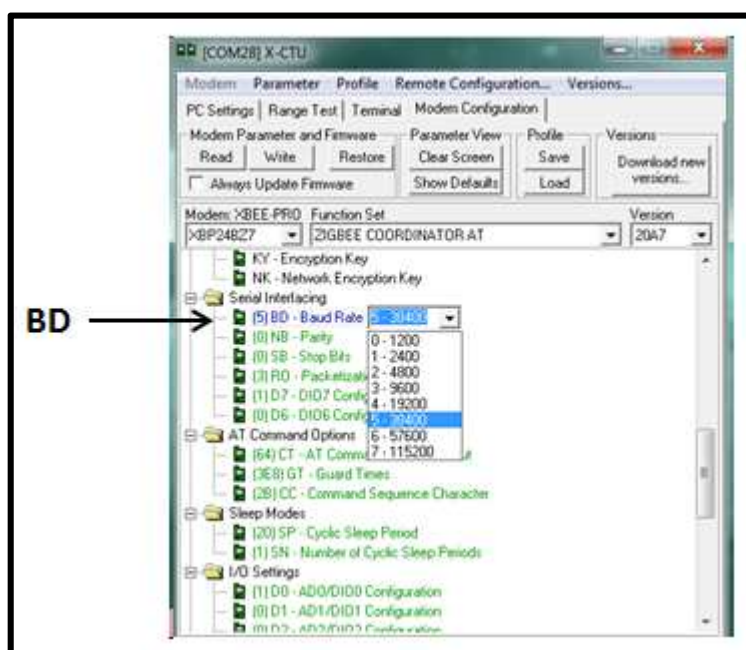 [COM28] X-CTU
Modem Parameter Profile Remote Configuration... Versions...
PC Settings Range Test Terminal Modem Configuration
Modem Parameter and Firmware Parameter View Profile Versions
Read Write Restore Clear Screen Save Download new versions...
Always Update Firmware Show Defaults Load
Modem: XBEE-PRO Function Set Version
XBP24BZ7 ZIGBEE COORDINATOR AT 20A7
KY - Encryption Key
NK - Network Encryption Key
Serial Interlacing
BD (5) BD - Baud Rate 5 - 38400
(0) NB - Parity 0 - 1200
(0) SB - Stop Bits 1 - 2400
(3) RO - 2 - 4800
(1) D7 - DIO7 3 - 9600
4 - 19200
(0) D6 - DIO6 5 - 38400
AT Command Options 6 - 57600
(64) CT - AT 7 - 115200
(3E8) GT - Guard Times
(2B) CC - Command Sequence Character
Sleep Modes
(20) SP - Cyclic Sleep Period
(1) SN - Number of Cyclic Sleep Periods
I/O Settings
(1) D0 - AD0/DIO0 Configuration
(0) D1 - AD1/DIO1 Configuration
(0) D2 - AD2/DIO2 Configuration